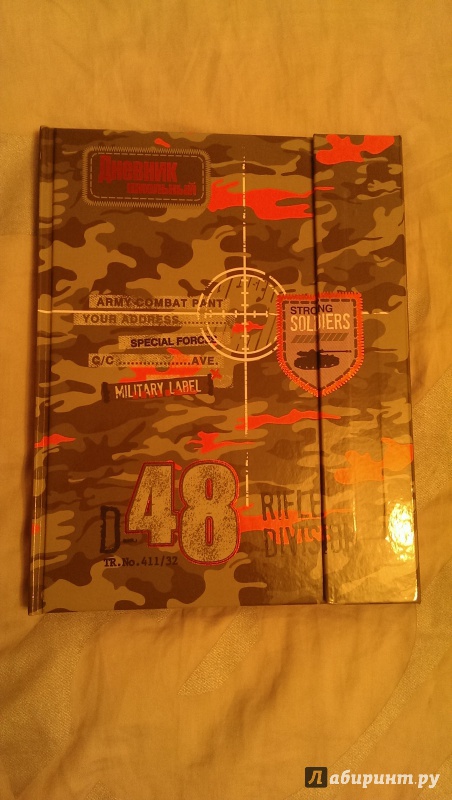 Дневник
школьный
ARMY COMBAT PANT
YOUR ADDRESS..........
SPECIAL FORCES
C/C ....................AVE.
MILITARY LABEL
STRONG
SOLDIERS
D-48
RIFLE
DIVISION
TR.No.411/32
Лабиринт.ру